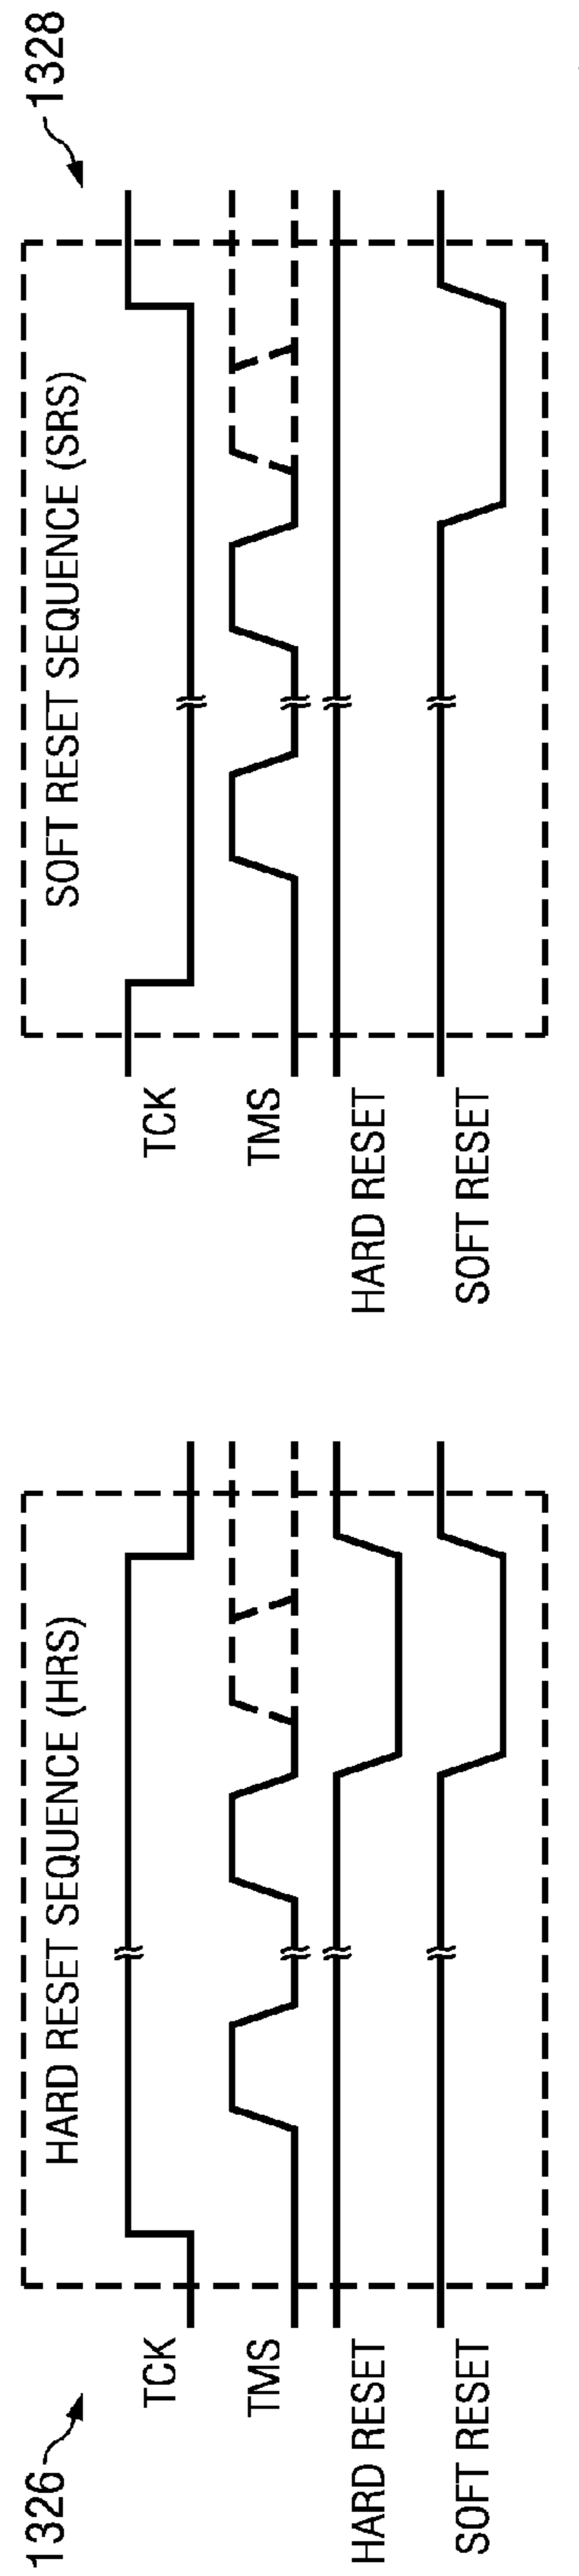 1326
HARD RESET SEQUENCE (HRS)
TCK
TMS
HARD RESET
SOFT RESET
1328
SOFT RESET SEQUENCE (SRS)
TCK
TMS
HARD RESET
SOFT RESET